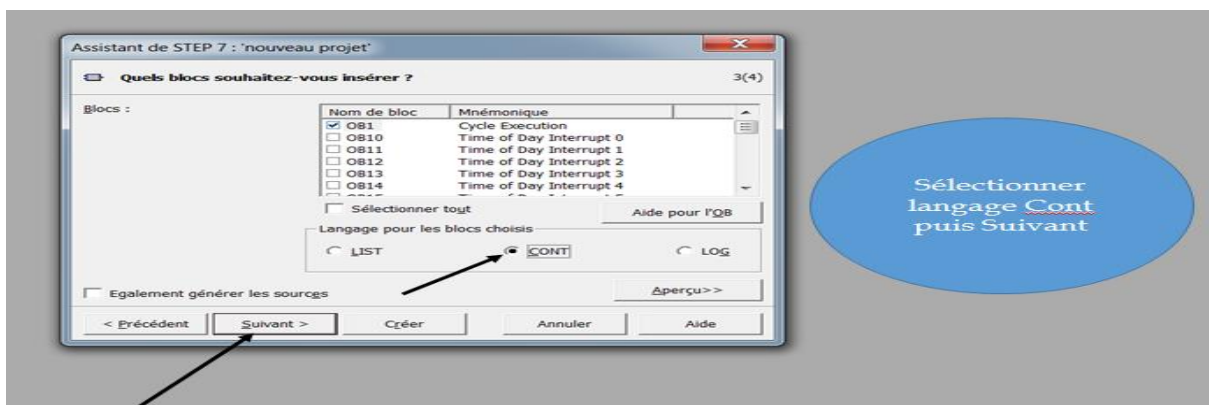 Assistant de STEP 7 : 'nouveau projet'
Quels blocs souhaitez-vous insérer ? 3(4)
Blocs :
Nom de bloc Mnémonique
OB1 Cycle Execution
OB10 Time of Day Interrupt 0
OB11 Time of Day Interrupt 1
OB12 Time of Day Interrupt 2
OB13 Time of Day Interrupt 3
OB14 Time of Day Interrupt 4
Sélectionner tout Aide pour l'OB
Langage pour les blocs choisis
LIST CONT LOG
Egalement générer les sources Aperçu>>
< Précédent Suivant > Créer Annuler Aide
Sélectionner
langage Cont
puis Suivant